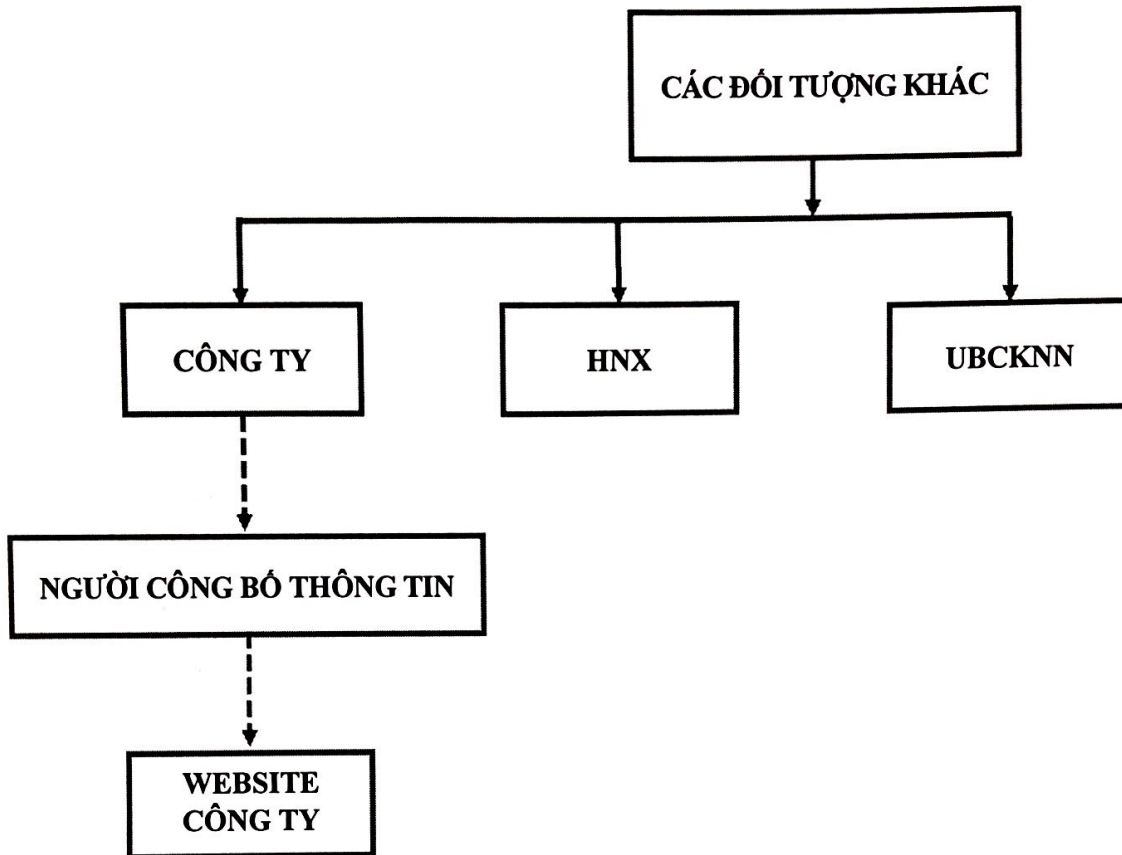 CÁC ĐỐI TƯỢNG KHÁC
CÔNG TY
HNX
UBCKNN
NGƯỜI CÔNG BỐ THÔNG TIN
WEBSITE
CÔNG TY